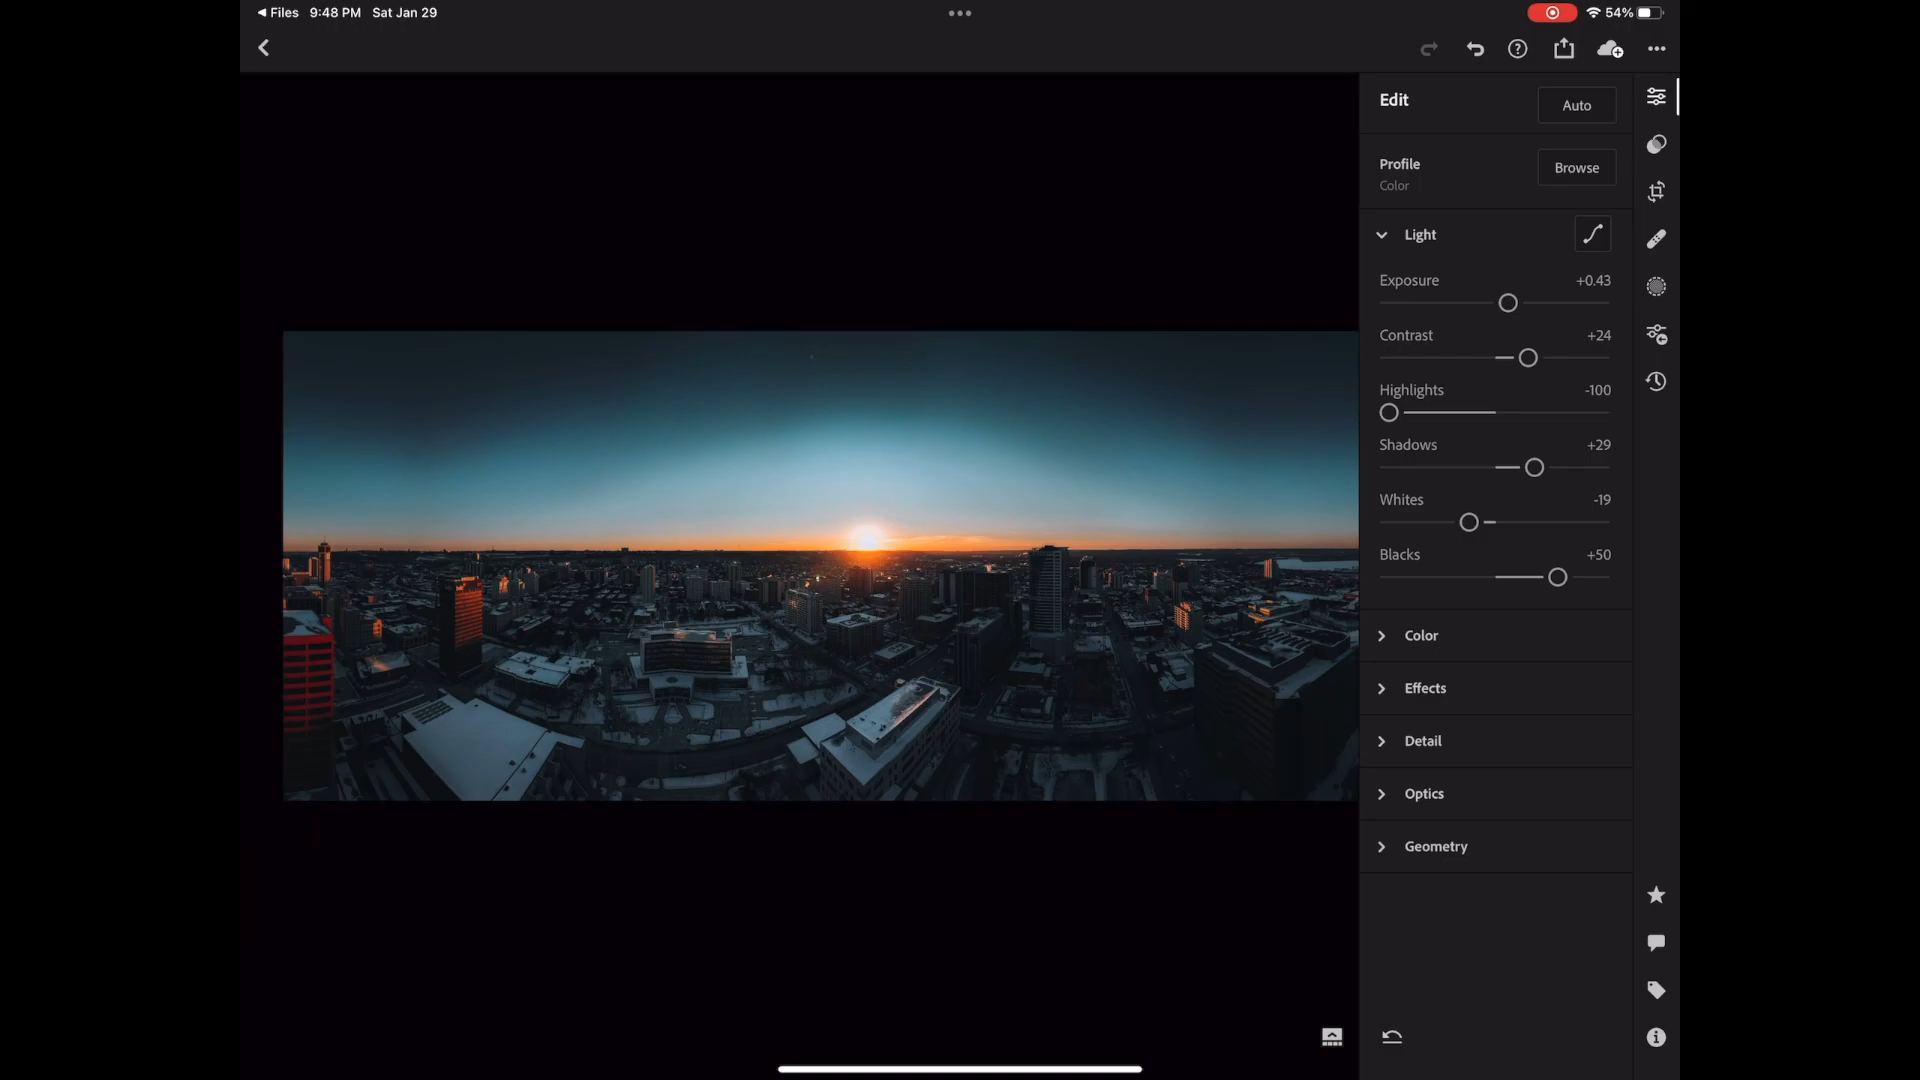 Files 9:48 PM Sat Jan 29
54%
Edit
Auto
Profile
Color
Browse
Light
Exposure +0.43
Contrast +24
Highlights -100
Shadows +29
Whites -19
Blacks +50
Color
Effects
Detail
Optics
Geometry